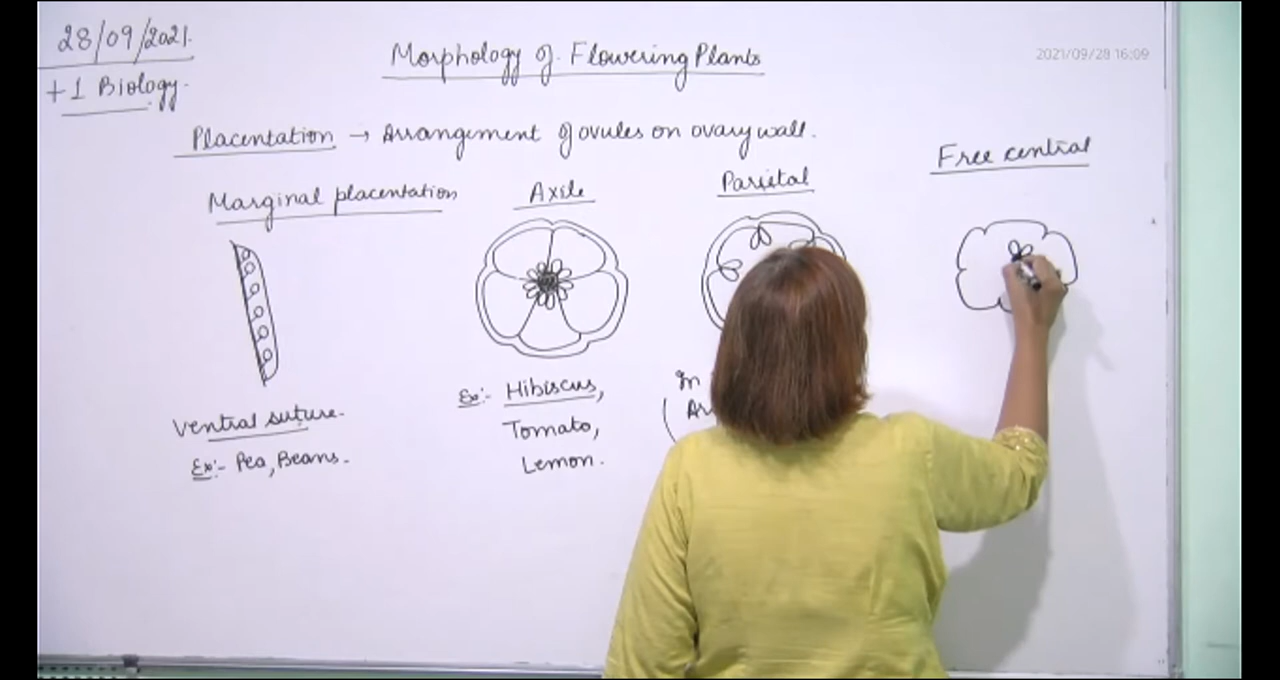 28/09/2021.
+1 Biology.
Morphology of Flowering Plants
2021/09/28 16:09
Placentation → Arrangement of ovules on ovary wall.
Marginal placentation
Axile
Parietal
Free central
Ventral suture.
Ex:- Pea, Beans.
Ex:- Hibiscus,
Tomato,
Lemon.
In